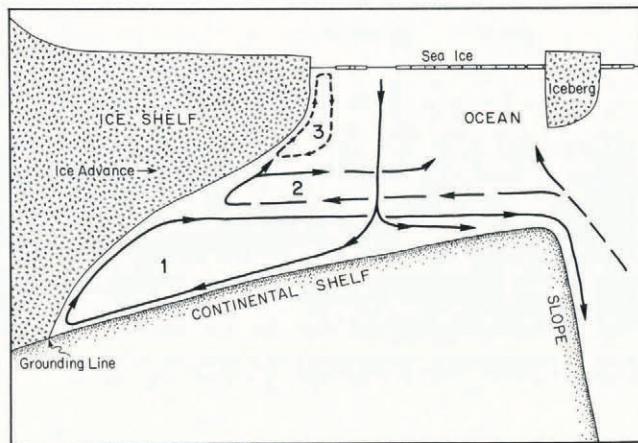 Sea Ice
Iceberg
ICE SHELF
3
OCEAN
Ice Advance
2
1
CONTINENTAL SHELF
SLOPE
Grounding Line